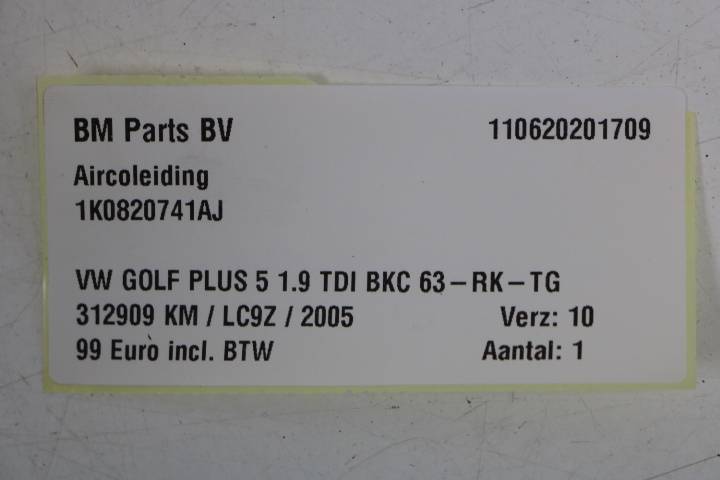 BM Parts BV 110620201709
Aircoleiding
1K0820741AJ
VW GOLF PLUS 5 1.9 TDI BKC 63-RK-TG
312909 KM / LC9Z / 2005 Verz: 10
99 Euro incl. BTW Aantal: 1